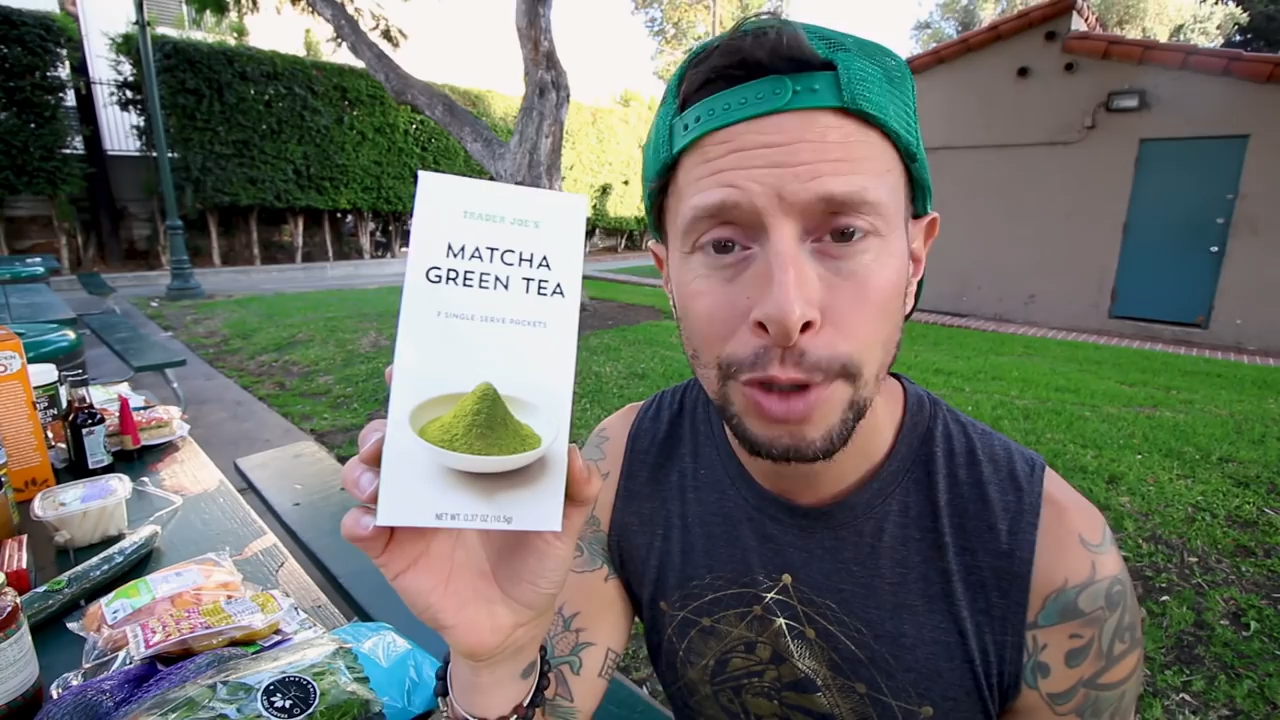 TRADER JOE'S
MATCHA
GREEN TEA
7 SINGLE-SERVE PACKETS
NET WT. 0.37 OZ (10.5g)